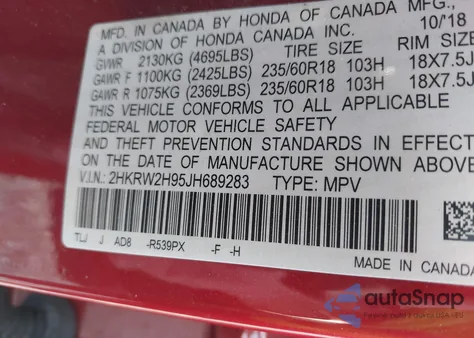 MFD. IN CANADA BY HONDA OF CANADA MFG.,
A DIVISION OF HONDA CANADA INC. 10/'18
GVWR 2130KG (4695LBS) TIRE SIZE RIM SIZE
GAWR F 1100KG (2425LBS) 235/60R18 103H 18X7.5J
GAWR R 1075KG (2369LBS) 235/60R18 103H 18X7.5J
THIS VEHICLE CONFORMS TO ALL APPLICABLE
FEDERAL MOTOR VEHICLE SAFETY
AND THEFT PREVENTION STANDARDS IN EFFECT
ON THE DATE OF MANUFACTURE SHOWN ABOVE
V.I.N.: 2HKRW2H95JH689283 TYPE: MPV
TLJ J AD8 -R539PX -F -H
MADE IN CANADA
autoSnap